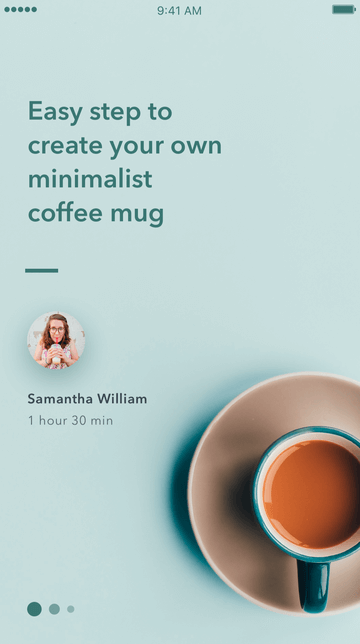 9:41 AM
Easy step to
create your own
minimalist
coffee mug
Samantha William
1 hour 30 min